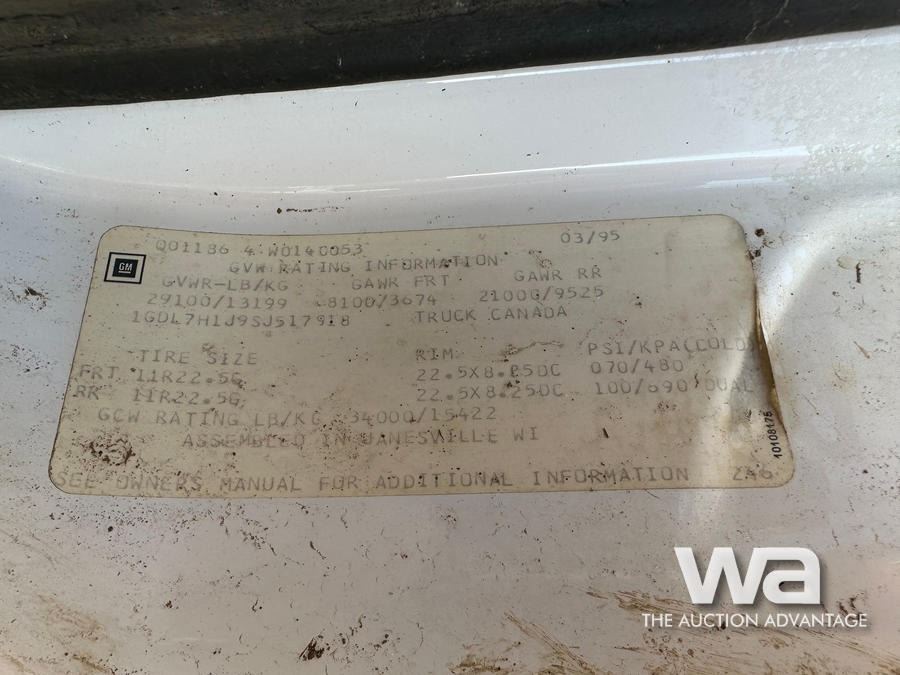 Q01186 4 W0140053 03/95
GM
GVW RATING INFORMATION
GVWR-LB/KG GAWR FRT GAWR RR
29100/13199 8100/3674 21000/9525
1GDL7H1J9SJ517918 TRUCK CANADA
TIRE SIZE RIM PSI/KPA(COLD)
FRT 11R22.5G 22.5X8.25DC 070/480
RR 11R22.5G 22.5X8.25DC 100/690 DUAL
GCW RATING LB/KG 34000/15422
ASSEMBLED IN JANESVILLE WI
10108175
SEE OWNERS MANUAL FOR ADDITIONAL INFORMATION 2A6
wa
THE AUCTION ADVANTAGE